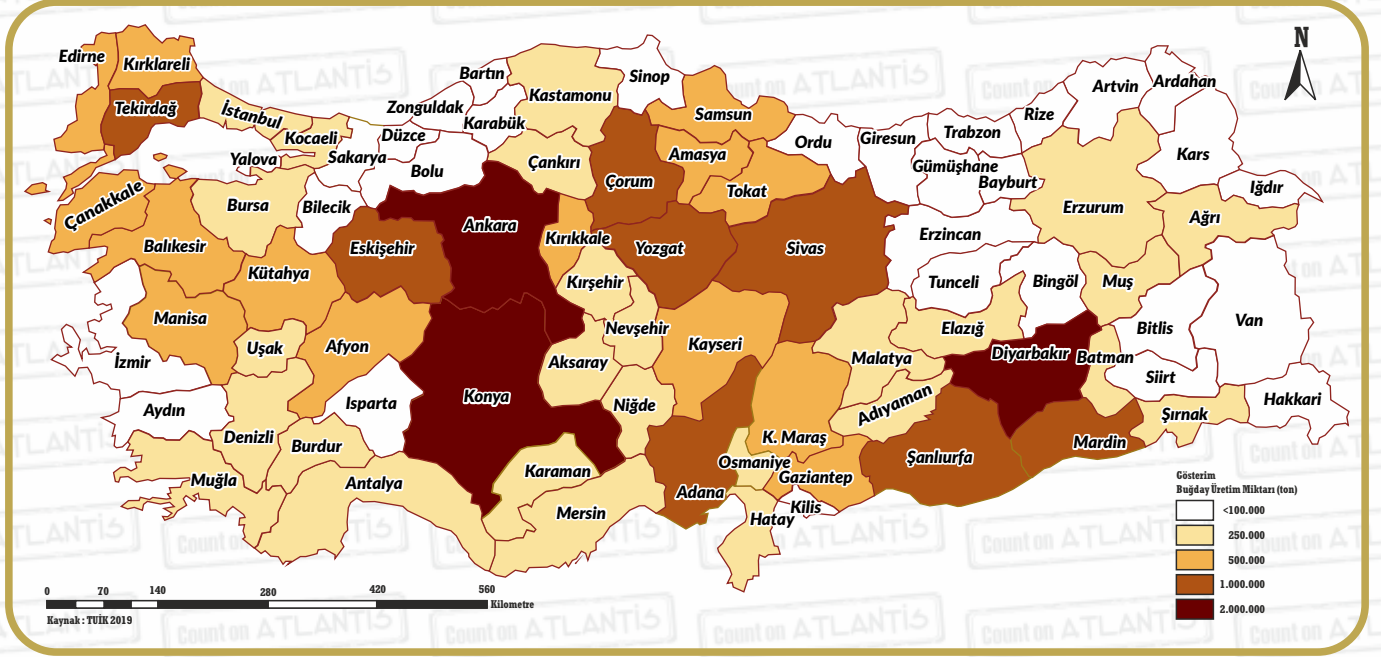 N
Edirne
Kırklareli
Tekirdağ
İstanbul
Kocaeli
Yalova
Sakarya
Düzce
Zonguldak
Bartın
Karabük
Bolu
Kastamonu
Sinop
Çankırı
Samsun
Amasya
Çorum
Tokat
Ordu
Giresun
Trabzon
Gümüşhane
Bayburt
Rize
Artvin
Ardahan
Kars
Iğdır
Ağrı
Erzurum
Erzincan
Tunceli
Bingöl
Muş
Bitlis
Van
Hakkari
Siirt
Şırnak
Batman
Diyarbakır
Mardin
Şanlıurfa
Elazığ
Malatya
Adıyaman
Sivas
Yozgat
Kayseri
Kırıkkale
Kırşehir
Nevşehir
Aksaray
Niğde
Ankara
Konya
Eskişehir
Bilecik
Bursa
Çanakkale
Balıkesir
Kütahya
Manisa
Uşak
Afyon
İzmir
Aydın
Denizli
Isparta
Burdur
Muğla
Antalya
Karaman
Mersin
Adana
Osmaniye
K. Maraş
Gaziantep
Kilis
Hatay
Gösterim
Buğday Üretim Miktarı (ton)
<100.000
250.000
500.000
1.000.000
2.000.000
0 70 140 280 420 560
Kilometre
Kaynak : TUİK 2019
Count on ATLANTİS